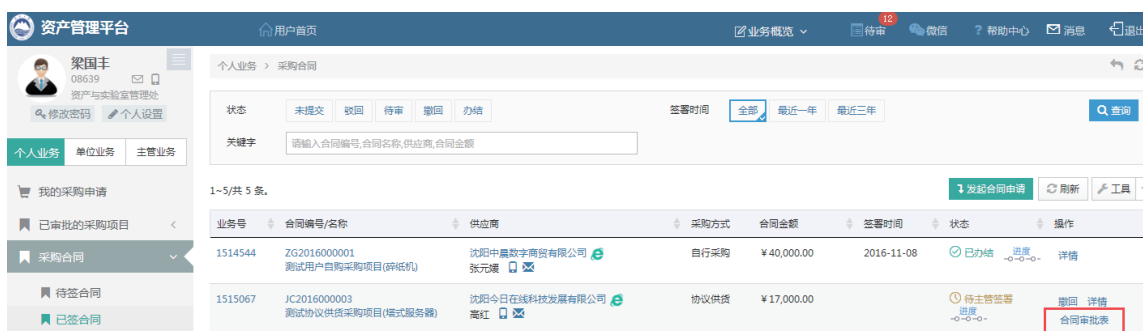 资产管理平台 用户首页 业务概览 12 待审 微信 ? 帮助中心 消息 退出
梁国丰
08639
资产与实验室管理处
修改密码 个人设置
个人业务 单位业务 主管业务
我的采购申请
已审批的采购项目
采购合同
待签合同
已签合同
个人业务 > 采购合同
状态 未提交 驳回 待审 撤回 办结 签署时间 全部 最近一年 最近三年 查询
关键字 请输入合同编号,合同名称,供应商,合同金额
1~5/共 5 条。 发起合同申请 刷新 工具
业务号 合同编号/名称 供应商 采购方式 合同金额 签署时间 状态 操作
1514544 ZG2016000001 沈阳中晨数字商贸有限公司 自行采购 ¥40,000.00 2016-11-08 已办结 进度 详情
测试用户自购采购项目(碎纸机) 张元媛
1515067 JC2016000003 沈阳今日在线科技发展有限公司 协议供货 ¥17,000.00 待主管签署 撤回 详情
测试协议供货采购项目(塔式服务器) 高红 进度 合同审批表